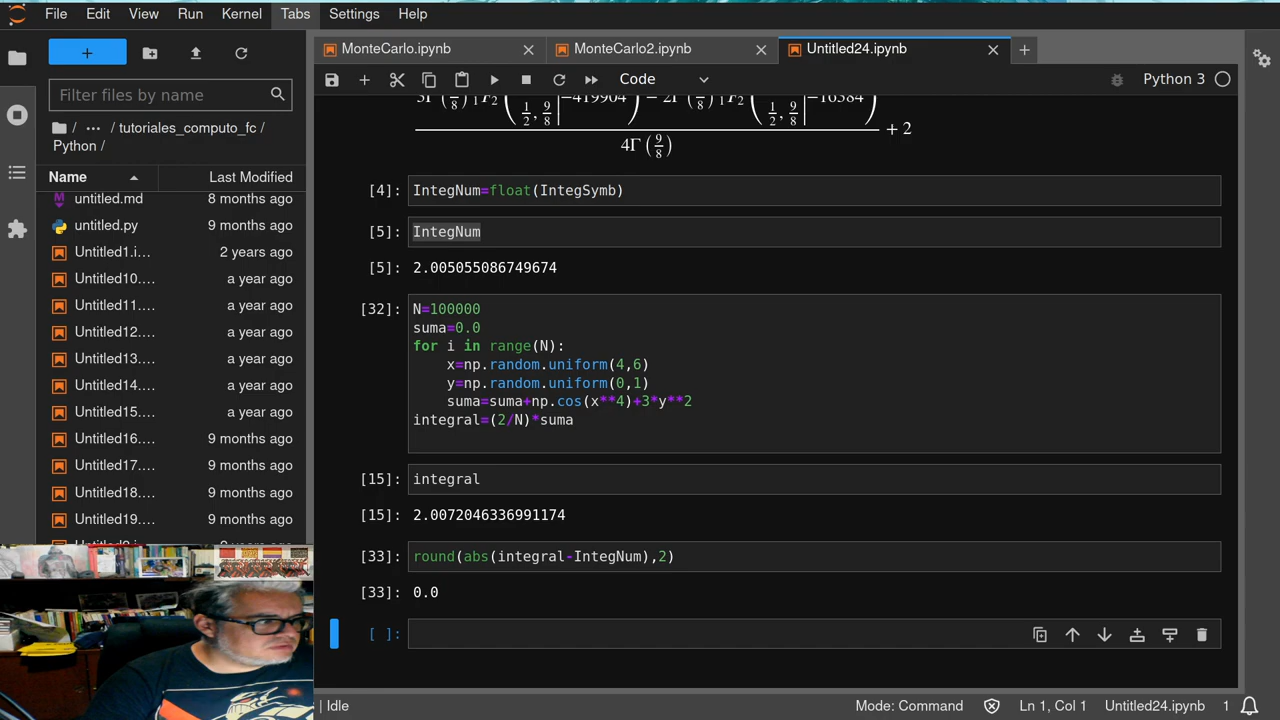 File Edit View Run Kernel Tabs Settings Help
MonteCarlo.ipynb
MonteCarlo2.ipynb
Untitled24.ipynb
Code
Python 3
Filter files by name
/ ··· / tutoriales_computo_fc /
Python /
Name Last Modified
untitled.md 8 months ago
untitled.py 9 months ago
Untitled1.i… 2 years ago
Untitled10.… a year ago
Untitled11.… a year ago
Untitled12.… a year ago
Untitled13.… a year ago
Untitled14.… a year ago
Untitled15.… a year ago
Untitled16.… 9 months ago
Untitled17.… 9 months ago
Untitled18.… 9 months ago
Untitled19.… 9 months ago
4Γ(9/8) + 2
[4]: IntegNum=float(IntegSymb)
[5]: IntegNum
[5]: 2.005055086749674
[32]: N=100000
suma=0.0
for i in range(N):
x=np.random.uniform(4,6)
y=np.random.uniform(0,1)
suma=suma+np.cos(x**4)+3*y**2
integral=(2/N)*suma
[15]: integral
[15]: 2.0072046336991174
[33]: round(abs(integral-IntegNum),2)
[33]: 0.0
[ ]:
| Idle
Mode: Command
Ln 1, Col 1
Untitled24.ipynb
1